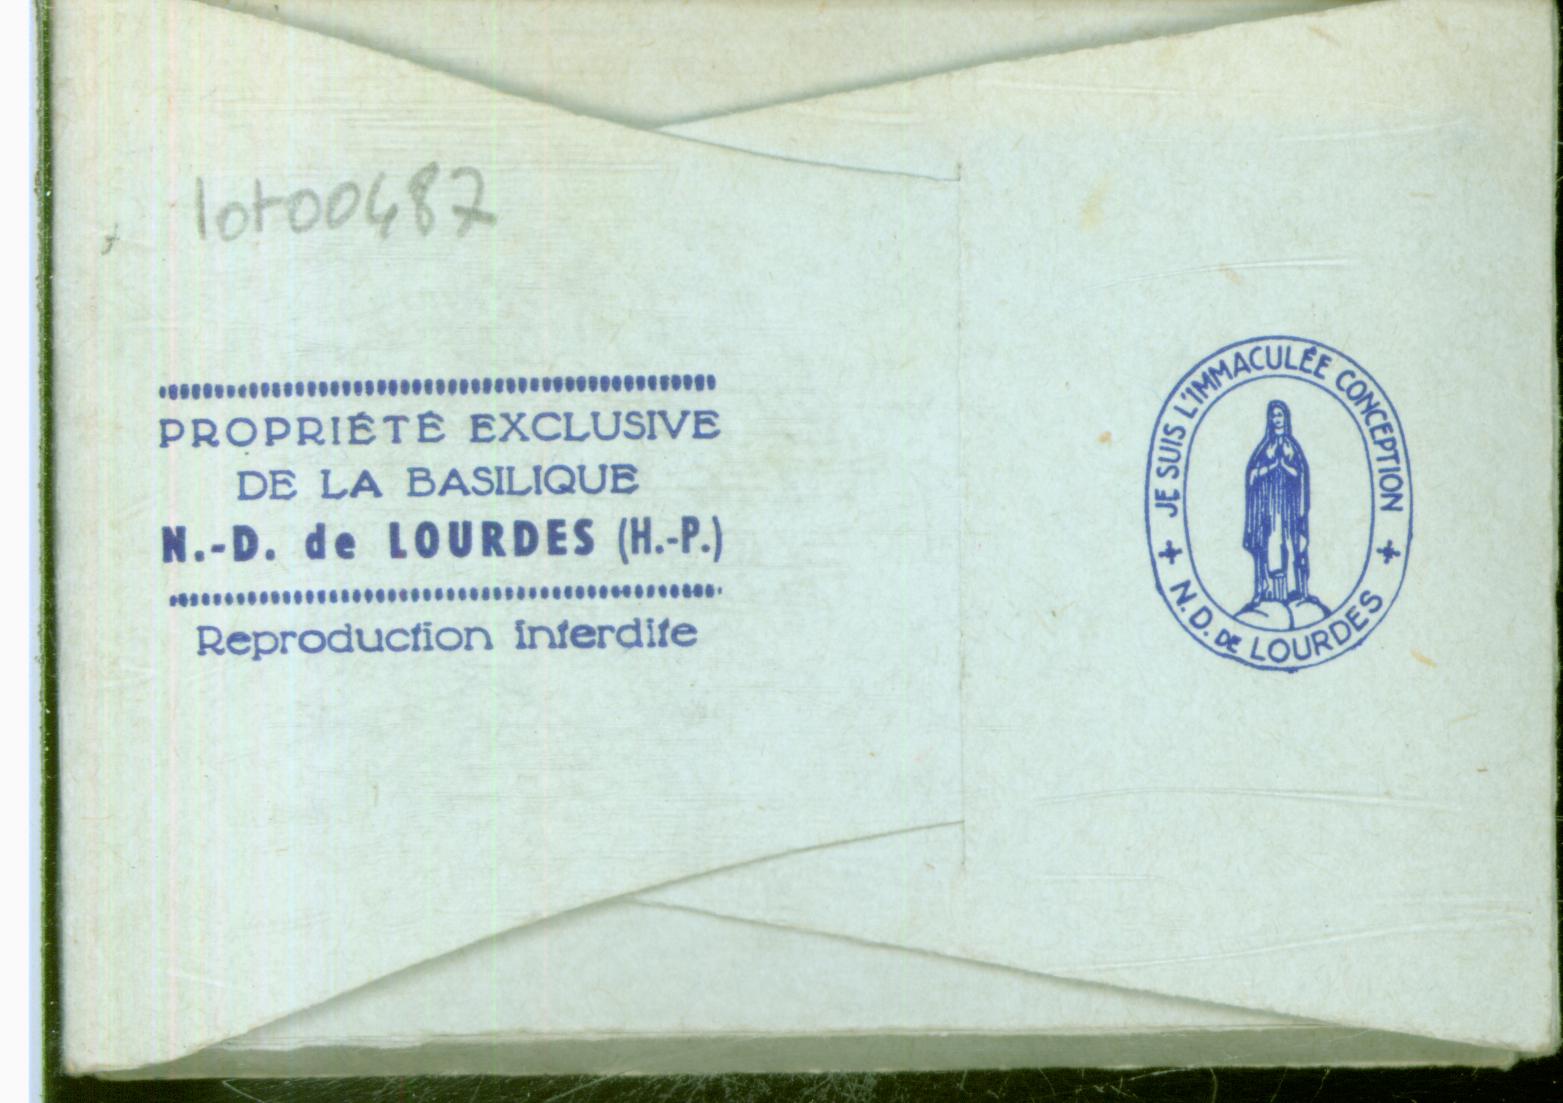 lot00487
PROPRIÉTÉ EXCLUSIVE
DE LA BASILIQUE
N.-D. de LOURDES (H.-P.)
Reproduction interdite
JE SUIS L'IMMACULÉE CONCEPTION
N.D. DE LOURDES